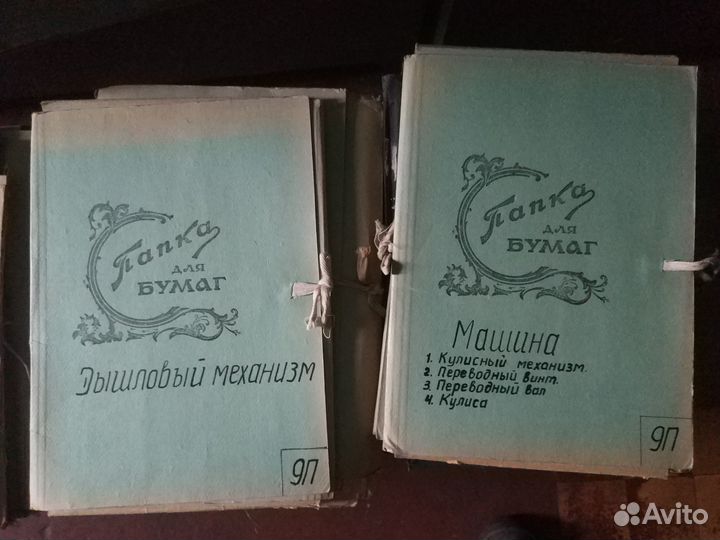 Папка
для
БУМАГ
Дышловый механизм
9П
Папка
для
БУМАГ
Машина
1. Кулисный механизм.
2. Переводный винт.
3. Переводный вал
4. Кулиса
9П
Avito